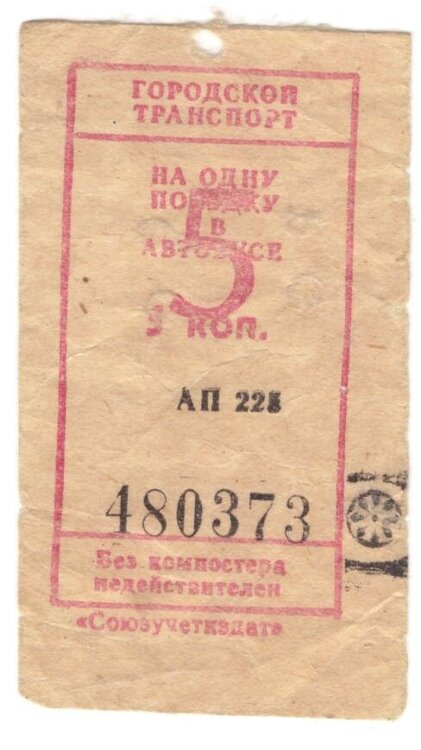 ГОРОДСКОЙ
ТРАНСПОРТ
НА ОДНУ
ПОЕЗДКУ
В
АВТОБУСЕ
5
5 КОП.
АП 225
480373
Без компостера
недействителен
«Союзучетиздат»